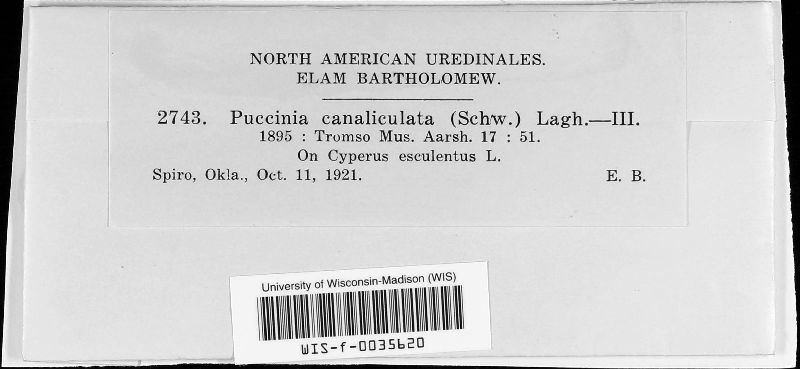 NORTH AMERICAN UREDINALES.
ELAM BARTHOLOMEW.
2743. Puccinia canaliculata (Schw.) Lagh.—III.
1895 : Tromso Mus. Aarsh. 17 : 51.
On Cyperus esculentus L.
Spiro, Okla., Oct. 11, 1921. E. B.
University of Wisconsin-Madison (WIS)
WIS-f-0035620